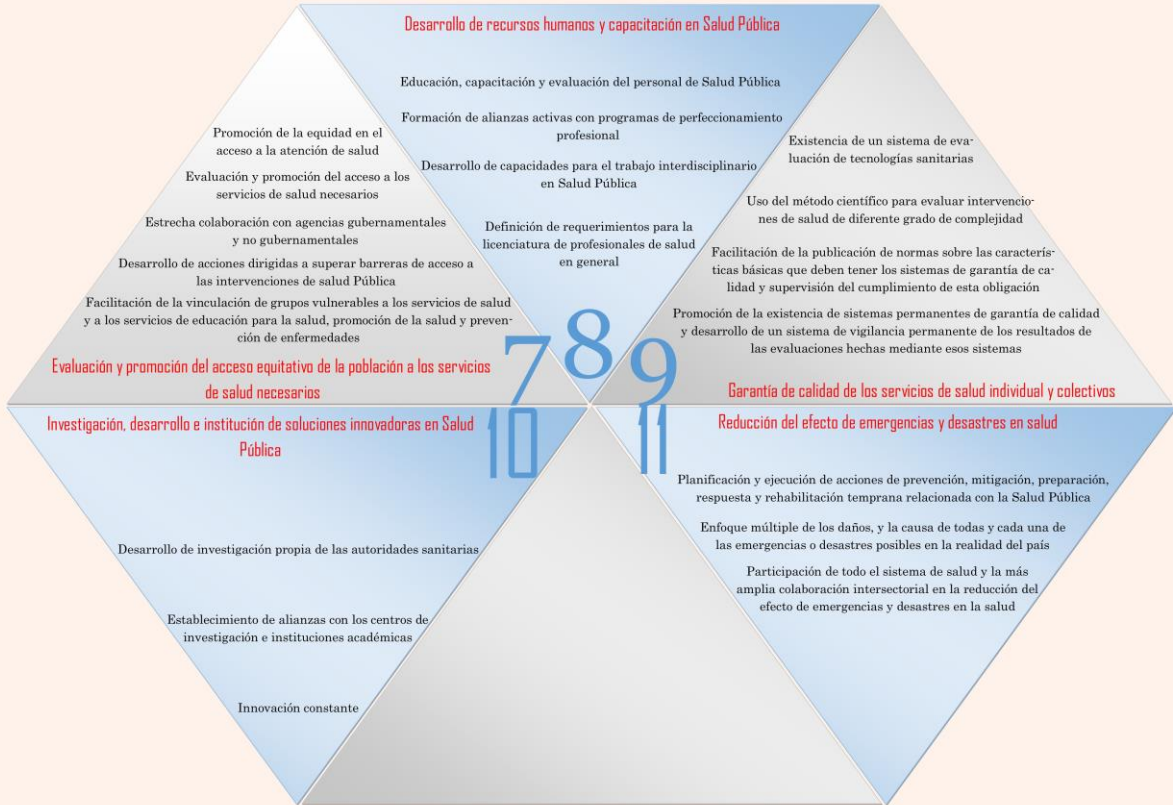 Desarrollo de recursos humanos y capacitación en Salud Pública
Educación, capacitación y evaluación del personal de Salud Pública
Formación de alianzas activas con programas de perfeccionamiento
profesional
Desarrollo de capacidades para el trabajo interdisciplinario
en Salud Pública
Definición de requerimientos para la
licenciatura de profesionales de salud
en general
8
Promoción de la equidad en el
acceso a la atención de salud
Evaluación y promoción del acceso a los
servicios de salud necesarios
Estrecha colaboración con agencias gubernamentales
y no gubernamentales
Desarrollo de acciones dirigidas a superar barreras de acceso a
las intervenciones de salud Pública
Facilitación de la vinculación de grupos vulnerables a los servicios de salud
y a los servicios de educación para la salud, promoción de la salud y preven-
ción de enfermedades
Evaluación y promoción del acceso equitativo de la población a los servicios
de salud necesarios
7
Existencia de un sistema de eva-
luación de tecnologías sanitarias
Uso del método científico para evaluar intervencio-
nes de salud de diferente grado de complejidad
Facilitación de la publicación de normas sobre las caracterís-
ticas básicas que deben tener los sistemas de garantía de ca-
lidad y supervisión del cumplimiento de esta obligación
Promoción de la existencia de sistemas permanentes de garantía de calidad
y desarrollo de un sistema de vigilancia permanente de los resultados de
las evaluaciones hechas mediante esos sistemas
9
Garantía de calidad de los servicios de salud individual y colectivos
Investigación, desarrollo e institución de soluciones innovadoras en Salud
Pública
10
Desarrollo de investigación propia de las autoridades sanitarias
Establecimiento de alianzas con los centros de
investigación e instituciones académicas
Innovación constante
11
Reducción del efecto de emergencias y desastres en salud
Planificación y ejecución de acciones de prevención, mitigación, preparación,
respuesta y rehabilitación temprana relacionada con la Salud Pública
Enfoque múltiple de los daños, y la causa de todas y cada una de
las emergencias o desastres posibles en la realidad del país
Participación de todo el sistema de salud y la más
amplia colaboración intersectorial en la reducción del
efecto de emergencias y desastres en la salud